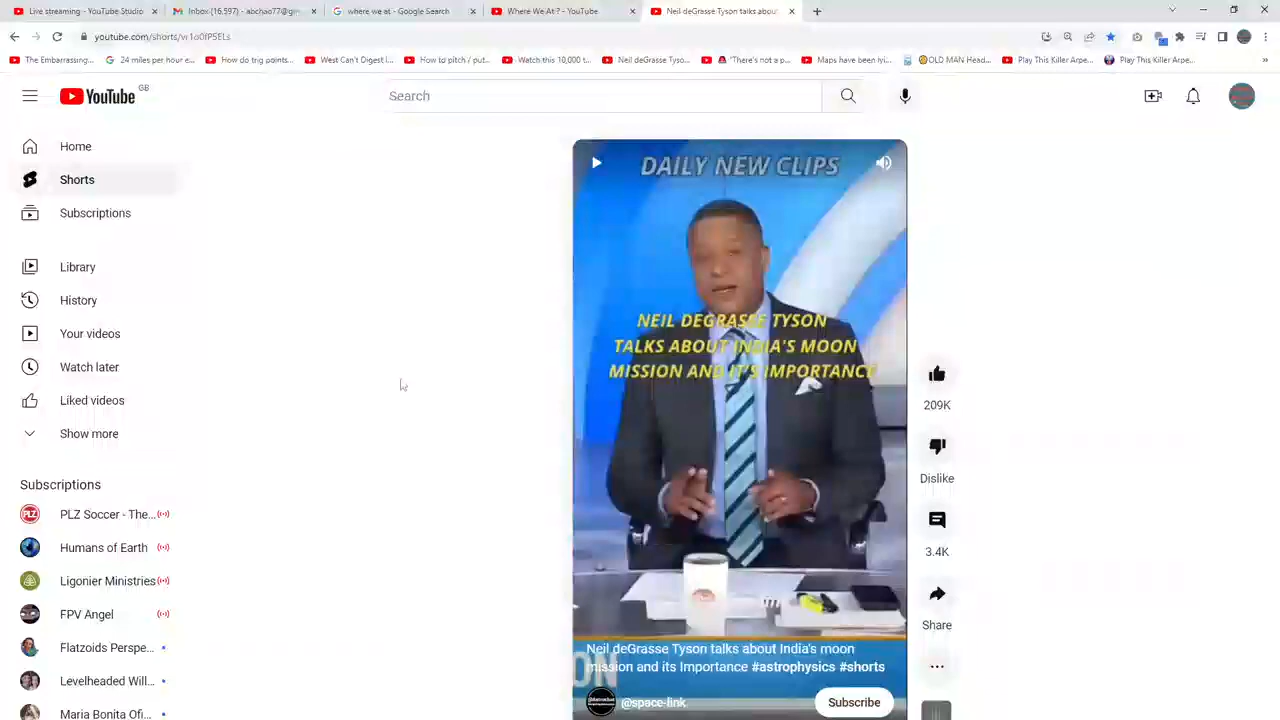 Live streaming - YouTube Studio
Inbox (16,597) - abchao77@gm
where we at - Google Search
Where We At? - YouTube
Neil deGrasse Tyson talks about
youtube.com/shorts/
The Embarrassing...
24 miles per hour e...
How do trig points...
West Can't Digest I...
How to pitch / put...
Watch this 10,000 t...
Neil deGrasse Tyso...
"There's not a p...
Maps have been lyi...
OLD MAN Head...
Play This Killer Arpe...
Play This Killer Arpe...
YouTube GB
Search
Home
Shorts
Subscriptions
Library
History
Your videos
Watch later
Liked videos
Show more
Subscriptions
PLZ Soccer - The...
Humans of Earth
Ligonier Ministries
FPV Angel
Flatzoids Perspe...
Levelheaded Will...
Maria Bonita Ofi...
DAILY NEW CLIPS
NEIL DEGRASSE TYSON
TALKS ABOUT INDIA'S MOON
MISSION AND IT'S IMPORTANCE
ON
Neil deGrasse Tyson talks about India's moon
mission and its Importance #astrophysics #shorts
@space-link
Subscribe
209K
Dislike
3.4K
Share